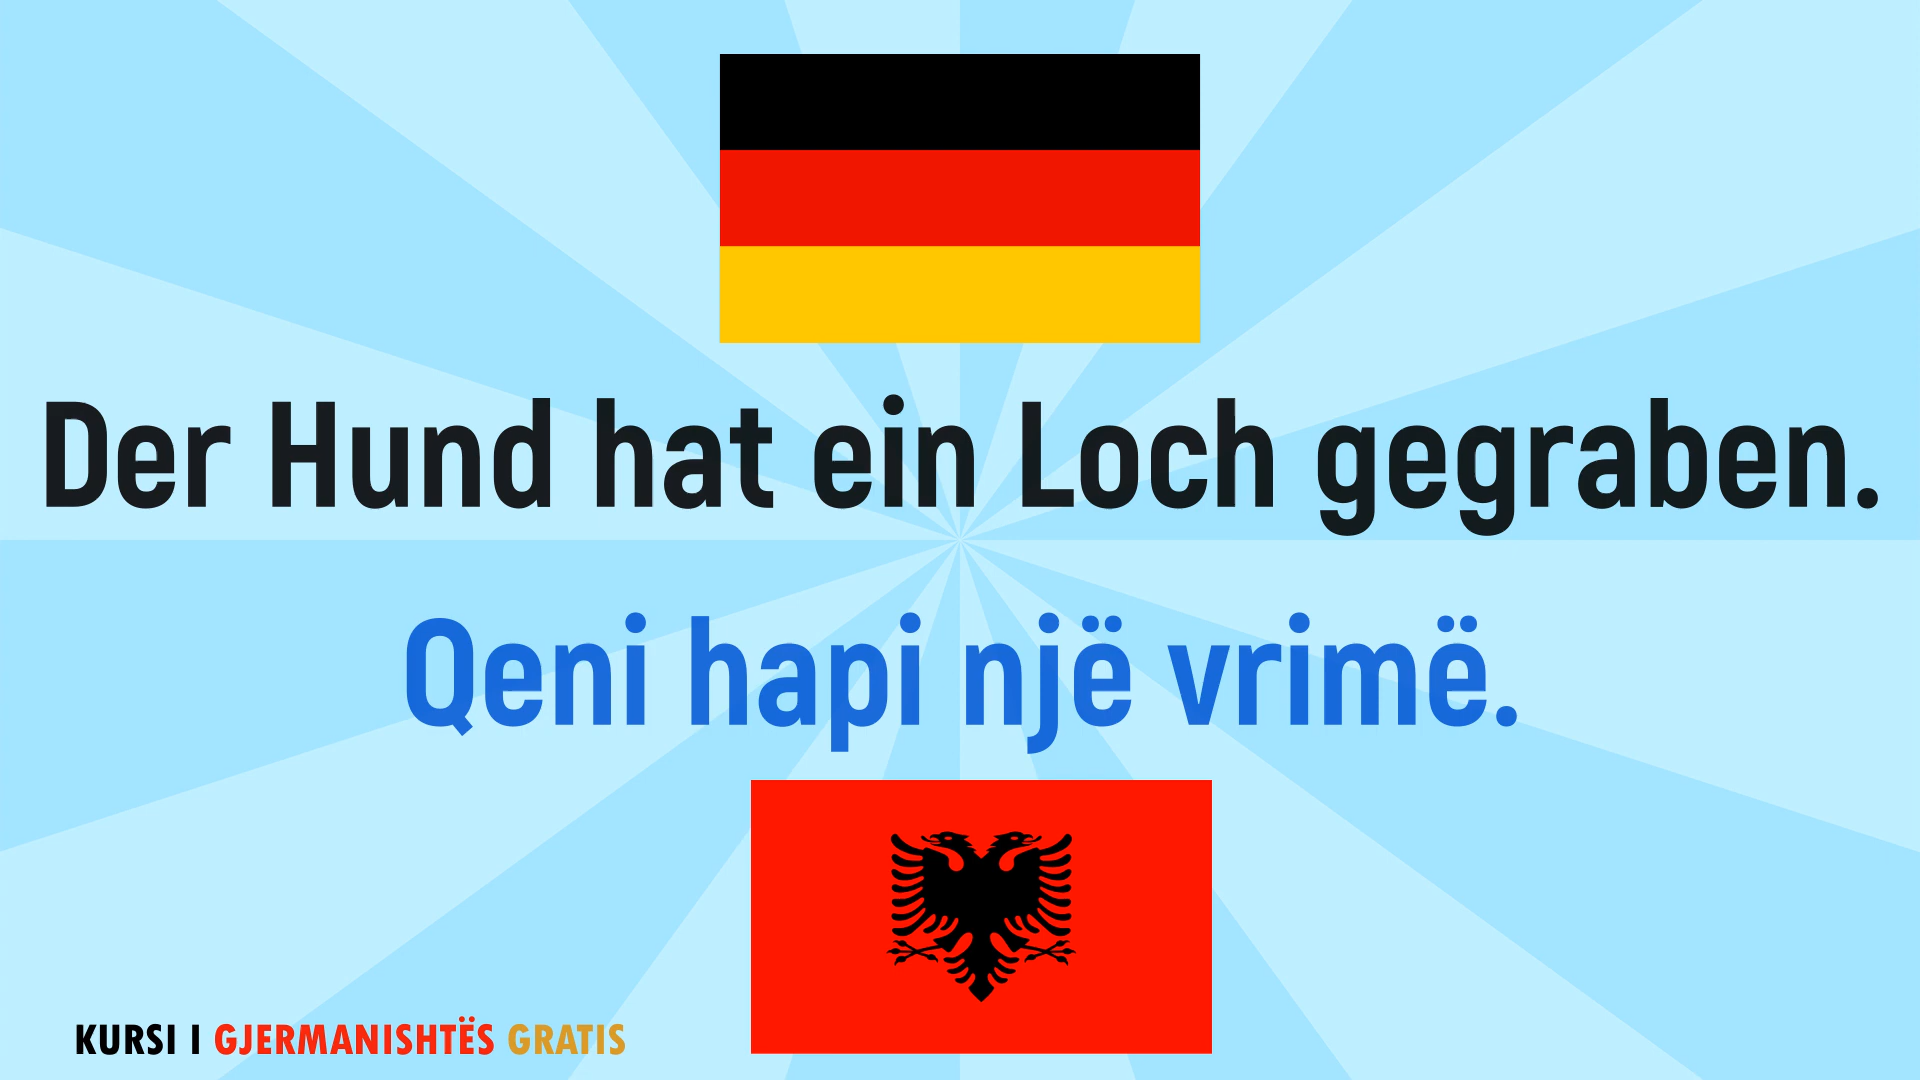 Der Hund hat ein Loch gegraben.
Qeni hapi një vrimë.
KURSI I GJERMANISHTËS GRATIS